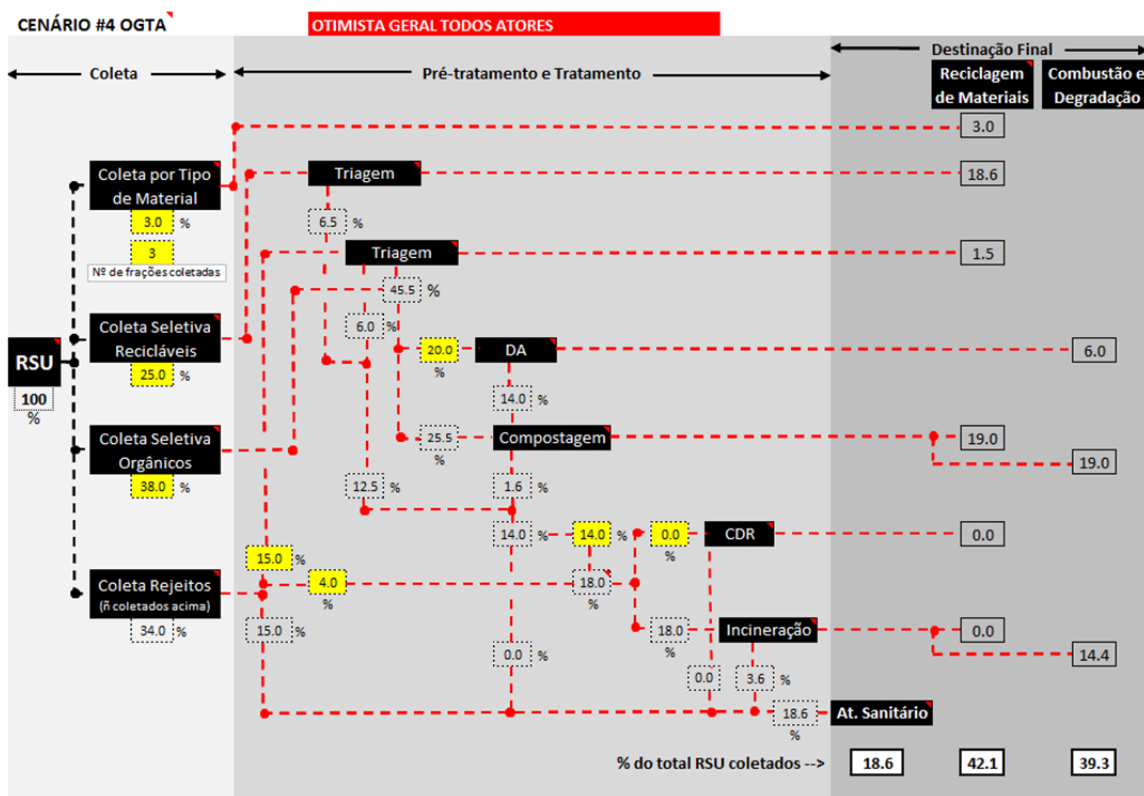 CENÁRIO #4 OGTA
OTIMISTA GERAL TODOS ATORES
Destinação Final
Coleta
Pré-tratamento e Tratamento
Reciclagem
de Materiais
Combustão e
Degradação
3.0
Coleta por Tipo
de Material
3.0 %
3
Nº de frações coletadas
Triagem
18.6
6.5 %
Triagem
1.5
45.5 %
6.0 %
Coleta Seletiva
Recicláveis
25.0 %
RSU
100
%
20.0
%
DA
6.0
14.0 %
Coleta Seletiva
Orgânicos
38.0 %
25.5
%
Compostagem
19.0
19.0
12.5 %
1.6 %
14.0 %
14.0 %
0.0
%
CDR
0.0
15.0 %
Coleta Rejeitos
(ñ coletados acima)
34.0 %
4.0
%
18.0
%
15.0
%
18.0
%
Incineração
0.0
14.4
0.0 %
0.0
3.6 %
18.6
%
At. Sanitário
% do total RSU coletados -->
18.6
42.1
39.3